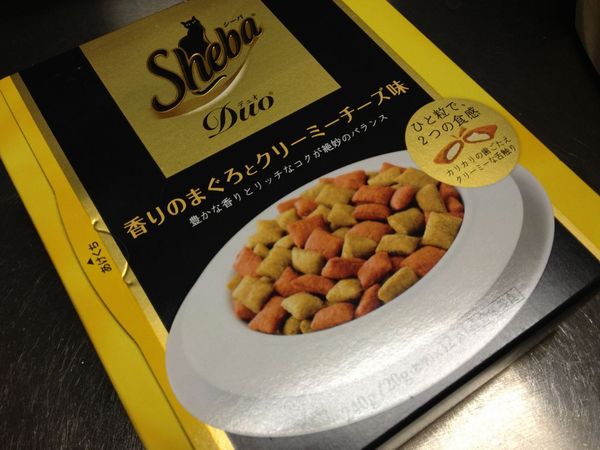 シーバ
Sheba
デュオ
Duo
香りのまぐろとクリーミーチーズ味
豊かな香りとリッチなコクが絶妙のバランス
ひと粒で、
2つの食感
カリカリの歯ごたえ
クリーミーな舌触り
あけくち
240g(20g
×12